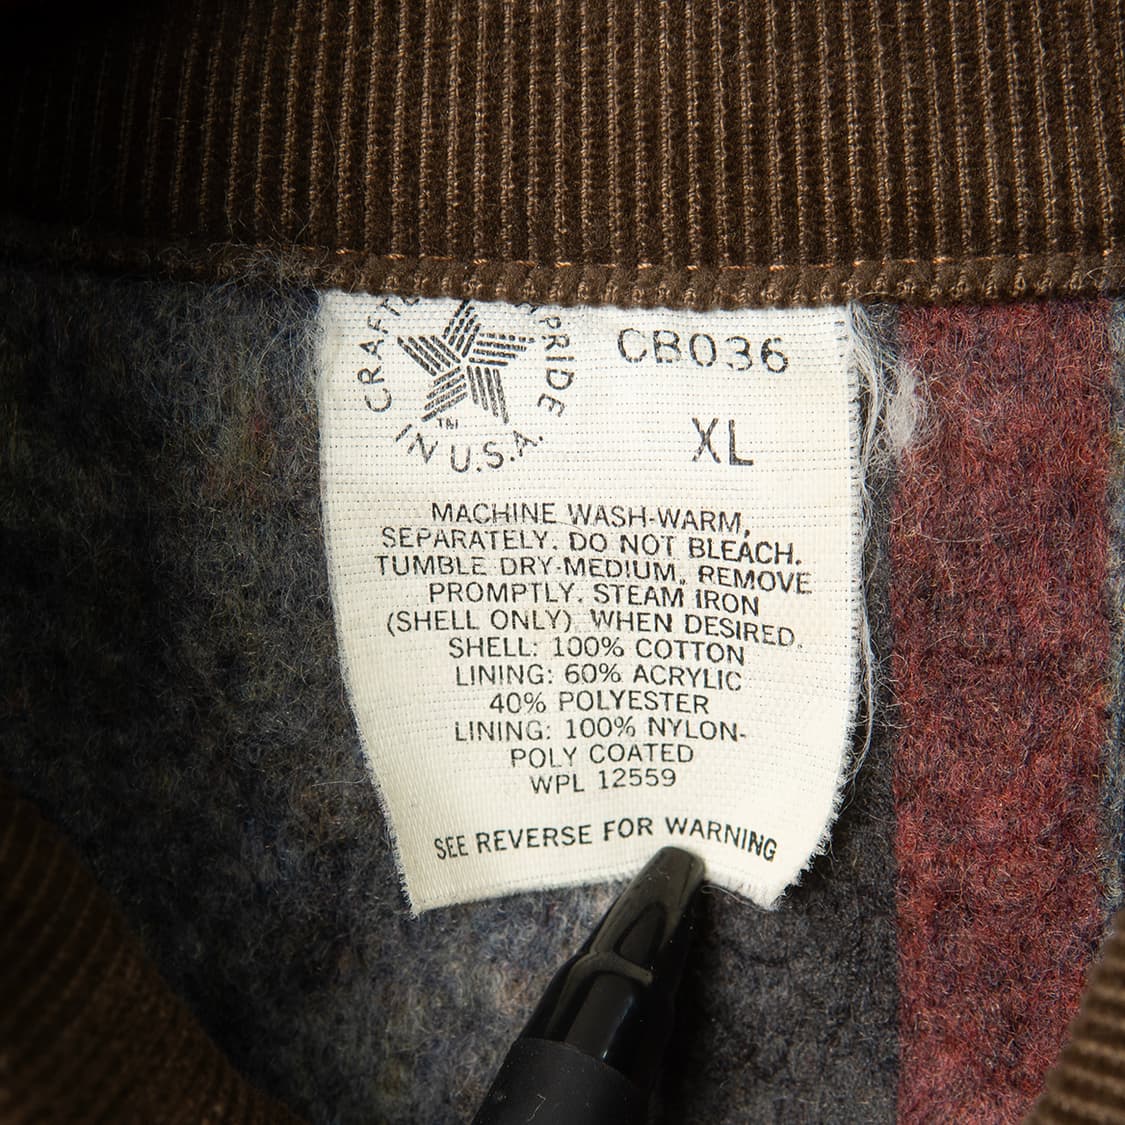 CRAFTE PRIDE
IN U.S.A.
TM
CB036
XL
MACHINE WASH-WARM,
SEPARATELY. DO NOT BLEACH.
TUMBLE DRY-MEDIUM. REMOVE
PROMPTLY. STEAM IRON
(SHELL ONLY), WHEN DESIRED.
SHELL: 100% COTTON
LINING: 60% ACRYLIC
40% POLYESTER
LINING: 100% NYLON-
POLY COATED
WPL 12559
SEE REVERSE FOR WARNING